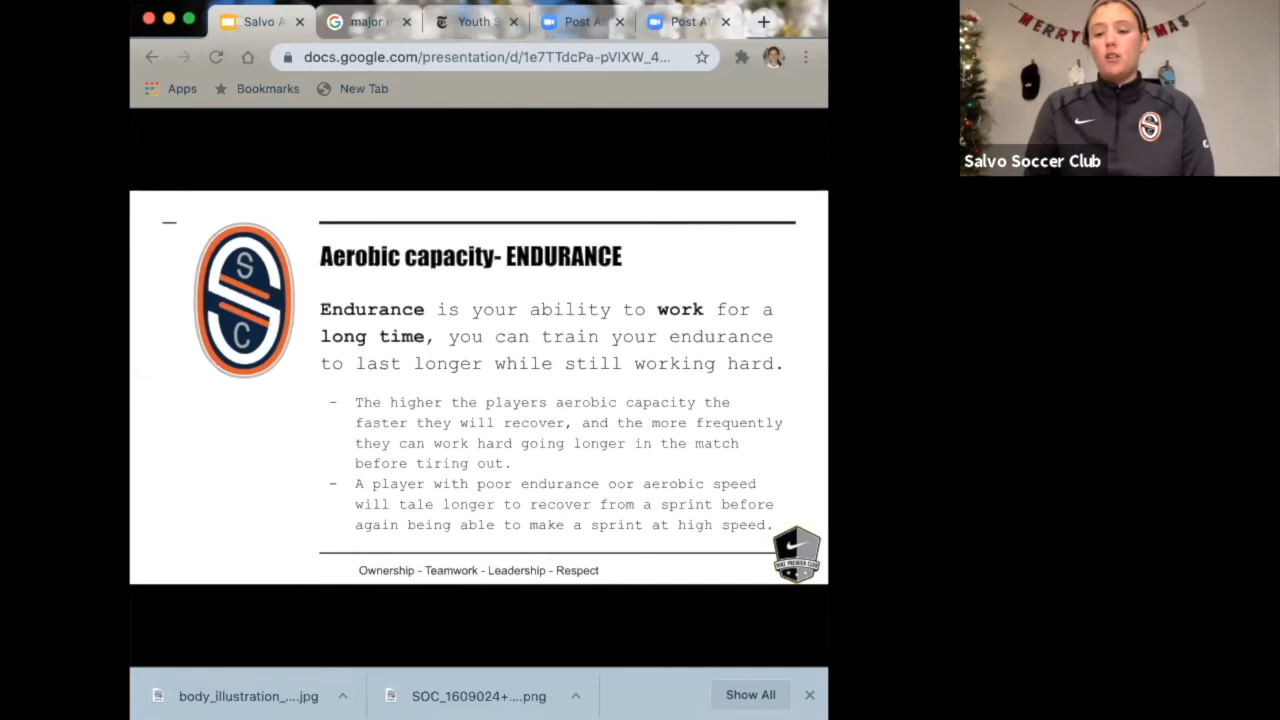 Salvo A
major
Youth S
Post A
Post A
docs.google.com/presentation/d/1e7TTdcPa-pVIXW_4...
Apps
Bookmarks
New Tab
MERRY
MAS
Salvo Soccer Club
S
C
Aerobic capacity- ENDURANCE
Endurance is your ability to work for a
long time, you can train your endurance
to last longer while still working hard.
- The higher the players aerobic capacity the
faster they will recover, and the more frequently
they can work hard going longer in the match
before tiring out.
- A player with poor endurance oor aerobic speed
will tale longer to recover from a sprint before
again being able to make a sprint at high speed.
NIKE PREMIER CLUB
Ownership - Teamwork - Leadership - Respect
body_illustration_....jpg
SOC_1609024+....png
Show All